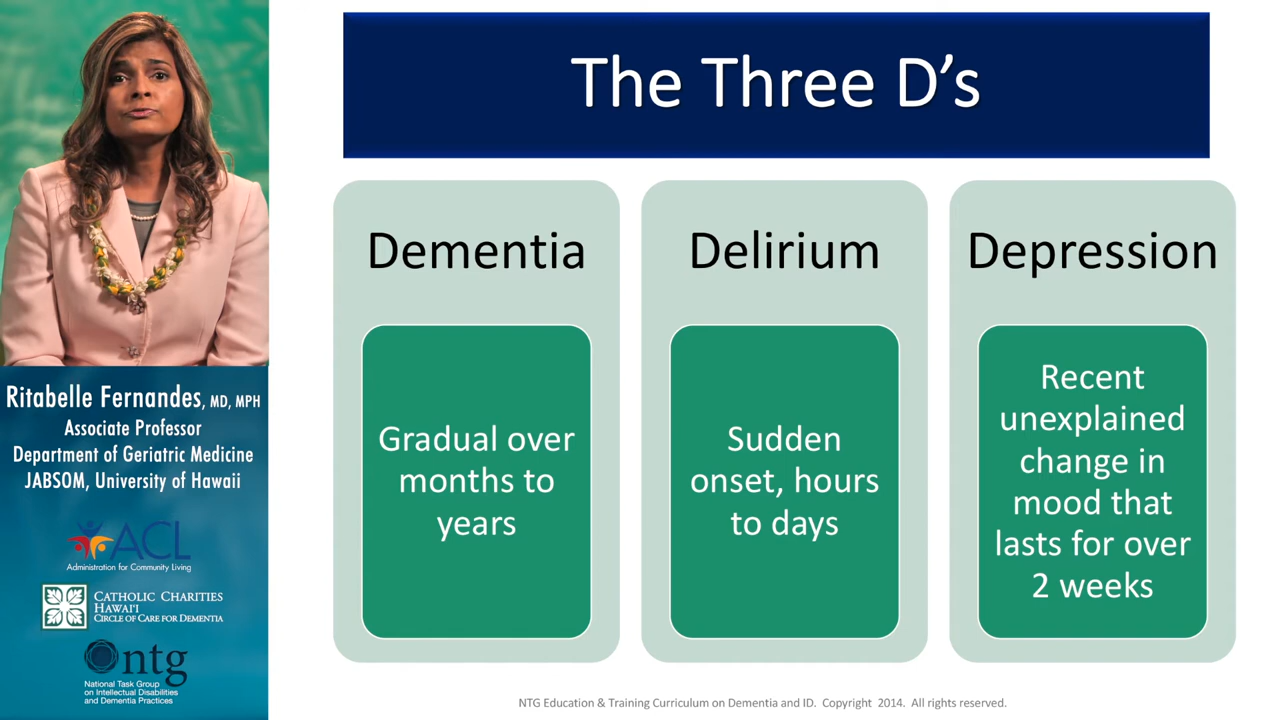 The Three D's
Dementia
Gradual over
months to
years
Delirium
Sudden
onset, hours
to days
Depression
Recent
unexplained
change in
mood that
lasts for over
2 weeks
Ritabelle Fernandes, MD, MPH
Associate Professor
Department of Geriatric Medicine
JABSOM, University of Hawaii
ACL
Administration for Community Living
CATHOLIC CHARITIES
HAWAI'I
CIRCLE OF CARE FOR DEMENTIA
ntg
National Task Group
on Intellectual Disabilities
and Dementia Practices
NTG Education & Training Curriculum on Dementia and ID. Copyright 2014. All rights reserved.